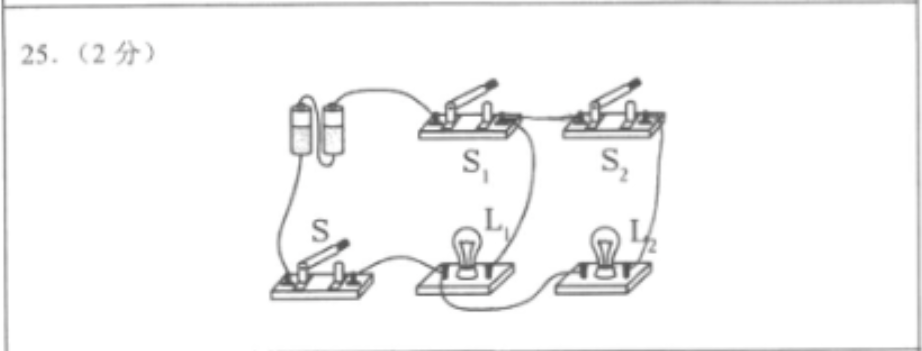 25.（2 分）
S₁
S₂
S
L₁
L₂